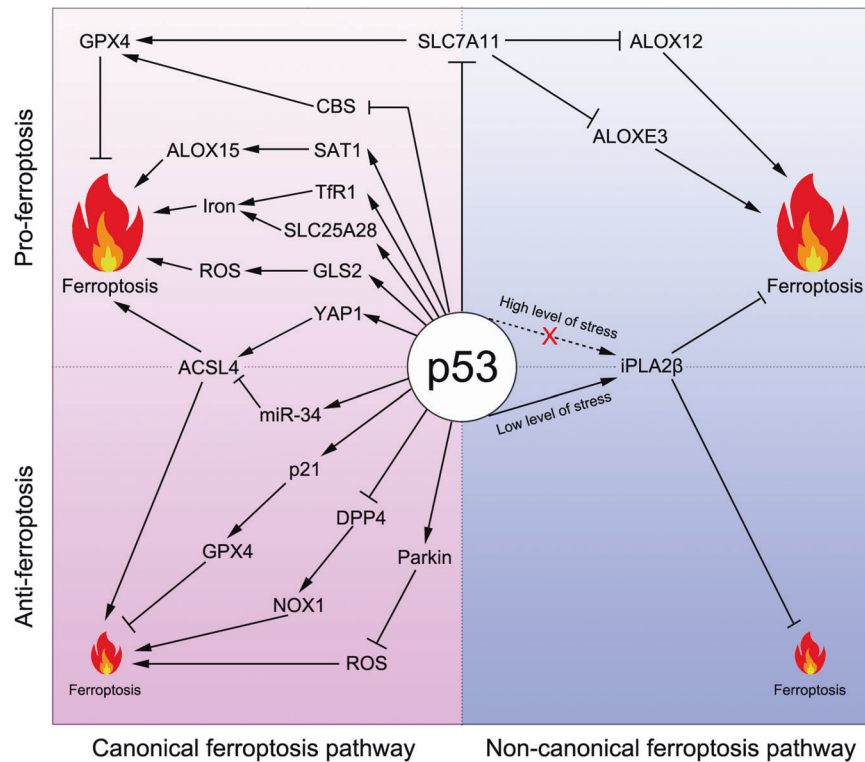 GPX4
SLC7A11
ALOX12
CBS
ALOXE3
ALOX15
SAT1
TfR1
Iron
SLC25A28
Pro-ferroptosis
ROS
GLS2
Ferroptosis
Ferroptosis
YAP1
High level of stress
X
ACSL4
p53
iPLA2β
Low level of stress
miR-34
p21
DPP4
GPX4
Parkin
Anti-ferroptosis
NOX1
ROS
Ferroptosis
Ferroptosis
Canonical ferroptosis pathway
Non-canonical ferroptosis pathway